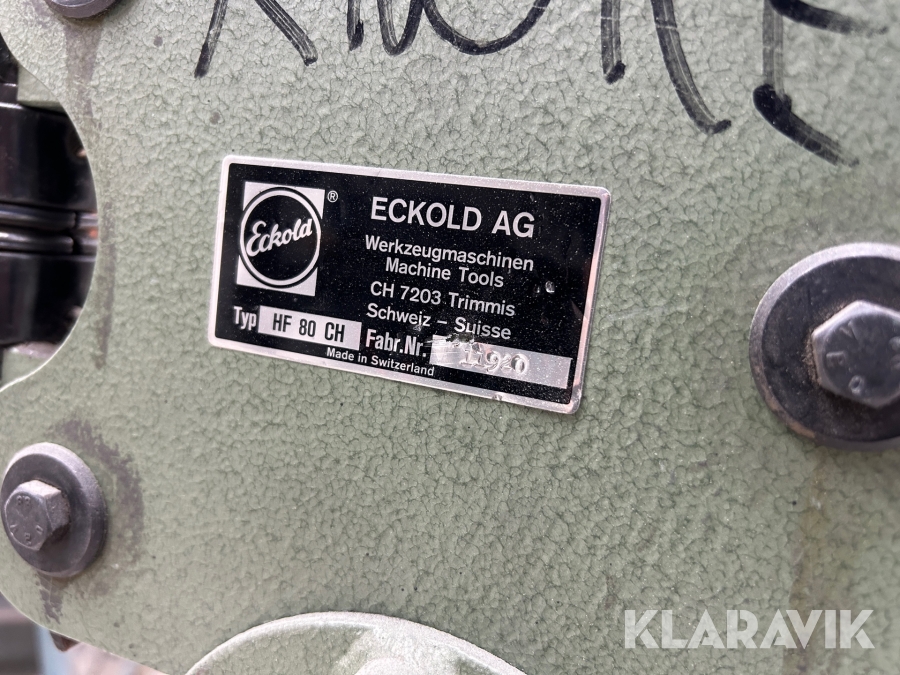 Eckold ®
ECKOLD AG
Werkzeugmaschinen
Machine Tools
CH 7203 Trimmis
Schweiz – Suisse
Typ HF 80 CH Fabr.Nr.
Made in Switzerland
KLARAVIK